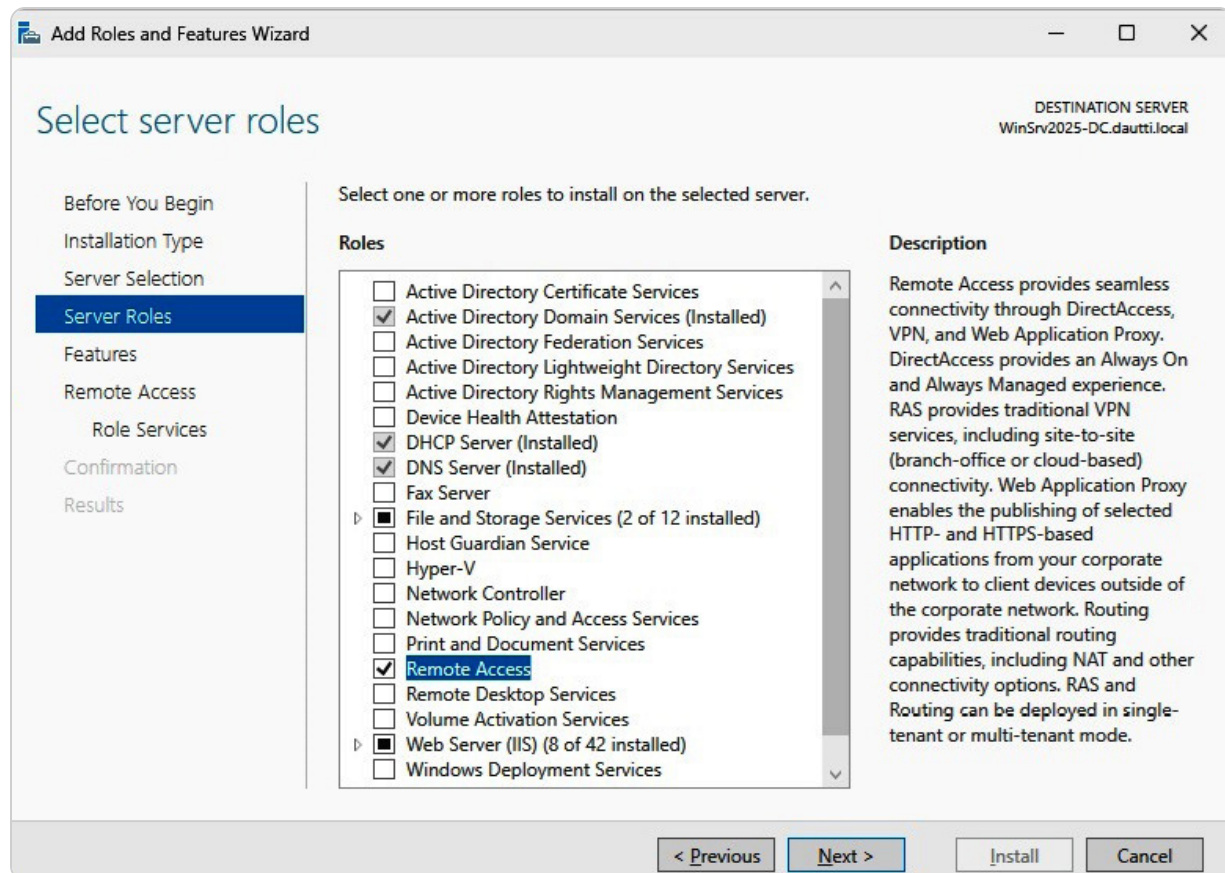 Add Roles and Features Wizard
Select server roles
DESTINATION SERVER
WinSrv2025-DC.dautti.local
Before You Begin
Installation Type
Server Selection
Server Roles
Features
Remote Access
Role Services
Confirmation
Results
Select one or more roles to install on the selected server.
Roles
Active Directory Certificate Services
Active Directory Domain Services (Installed)
Active Directory Federation Services
Active Directory Lightweight Directory Services
Active Directory Rights Management Services
Device Health Attestation
DHCP Server (Installed)
DNS Server (Installed)
Fax Server
File and Storage Services (2 of 12 installed)
Host Guardian Service
Hyper-V
Network Controller
Network Policy and Access Services
Print and Document Services
Remote Access
Remote Desktop Services
Volume Activation Services
Web Server (IIS) (8 of 42 installed)
Windows Deployment Services
Description
Remote Access provides seamless
connectivity through DirectAccess,
VPN, and Web Application Proxy.
DirectAccess provides an Always On
and Always Managed experience.
RAS provides traditional VPN
services, including site-to-site
(branch-office or cloud-based)
connectivity. Web Application Proxy
enables the publishing of selected
HTTP- and HTTPS-based
applications from your corporate
network to client devices outside of
the corporate network. Routing
provides traditional routing
capabilities, including NAT and other
connectivity options. RAS and
Routing can be deployed in single-
tenant or multi-tenant mode.
< Previous
Next >
Install
Cancel